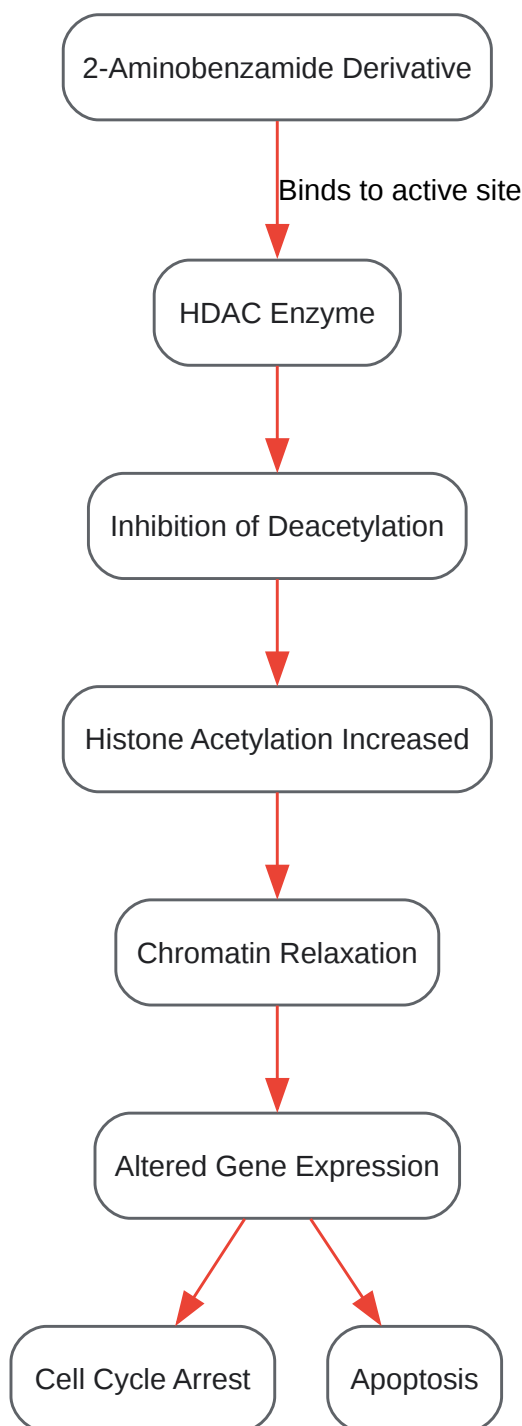 2-Aminobenzamide Derivative
Binds to active site
HDAC Enzyme
Inhibition of Deacetylation
Histone Acetylation Increased
Chromatin Relaxation
Altered Gene Expression
Cell Cycle Arrest
Apoptosis